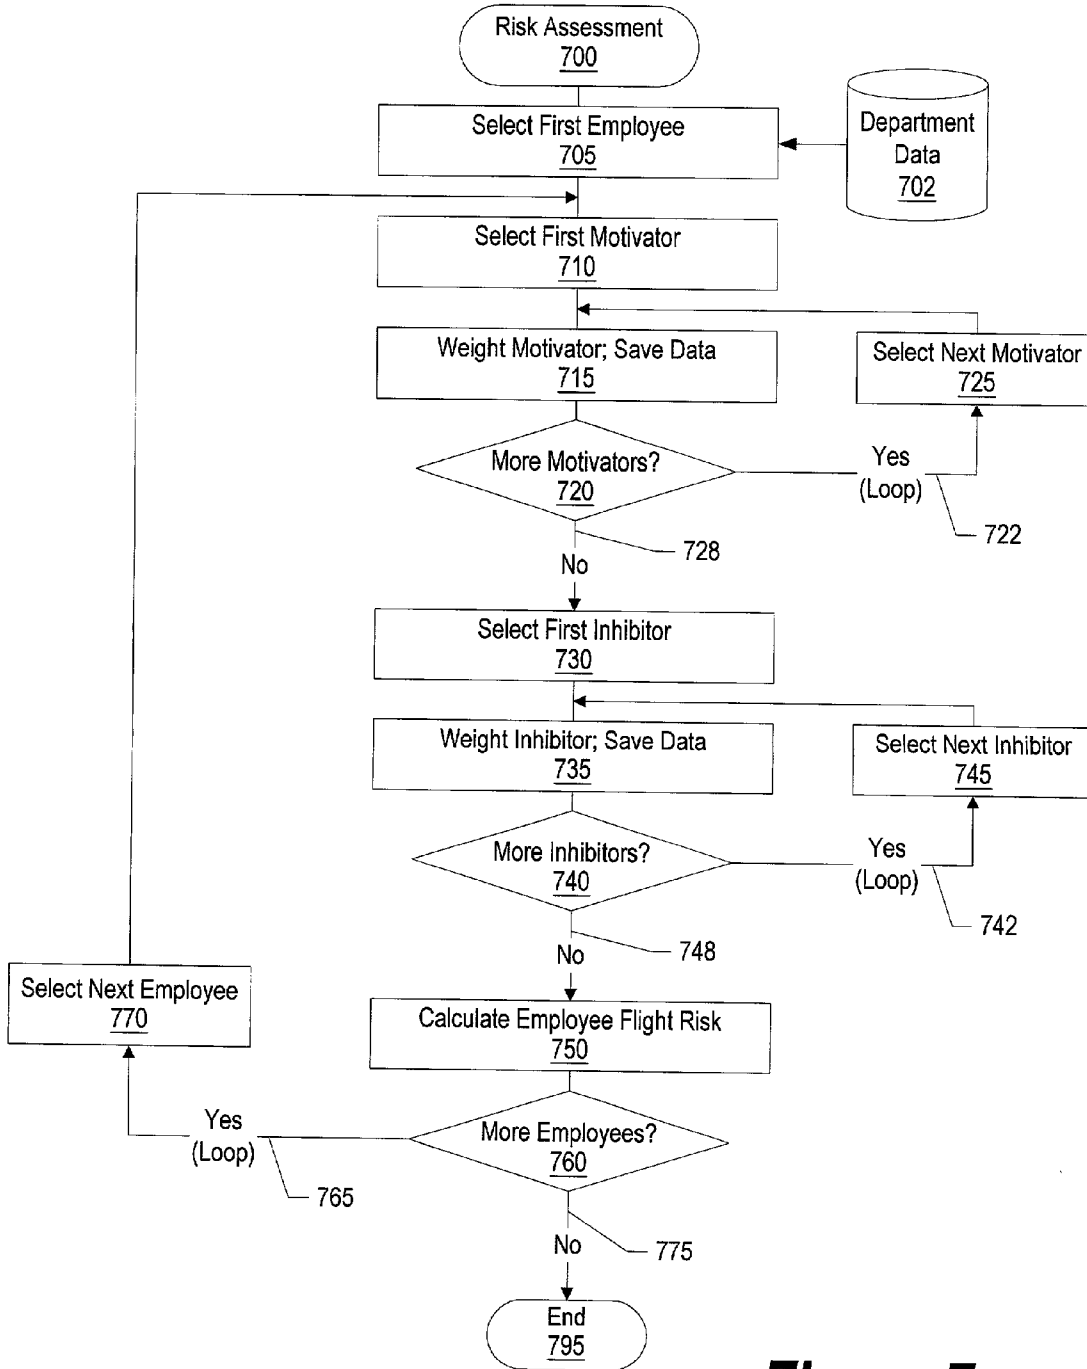 Risk Assessment
700
Select First Employee
705
Department
Data
702
Select First Motivator
710
Weight Motivator; Save Data
715
Select Next Motivator
725
More Motivators?
720
Yes
(Loop)
722
728
No
Select First Inhibitor
730
Weight Inhibitor; Save Data
735
Select Next Inhibitor
745
More Inhibitors?
740
Yes
(Loop)
742
748
No
Select Next Employee
770
Calculate Employee Flight Risk
750
Yes
(Loop)
More Employees?
760
765
775
No
End
795